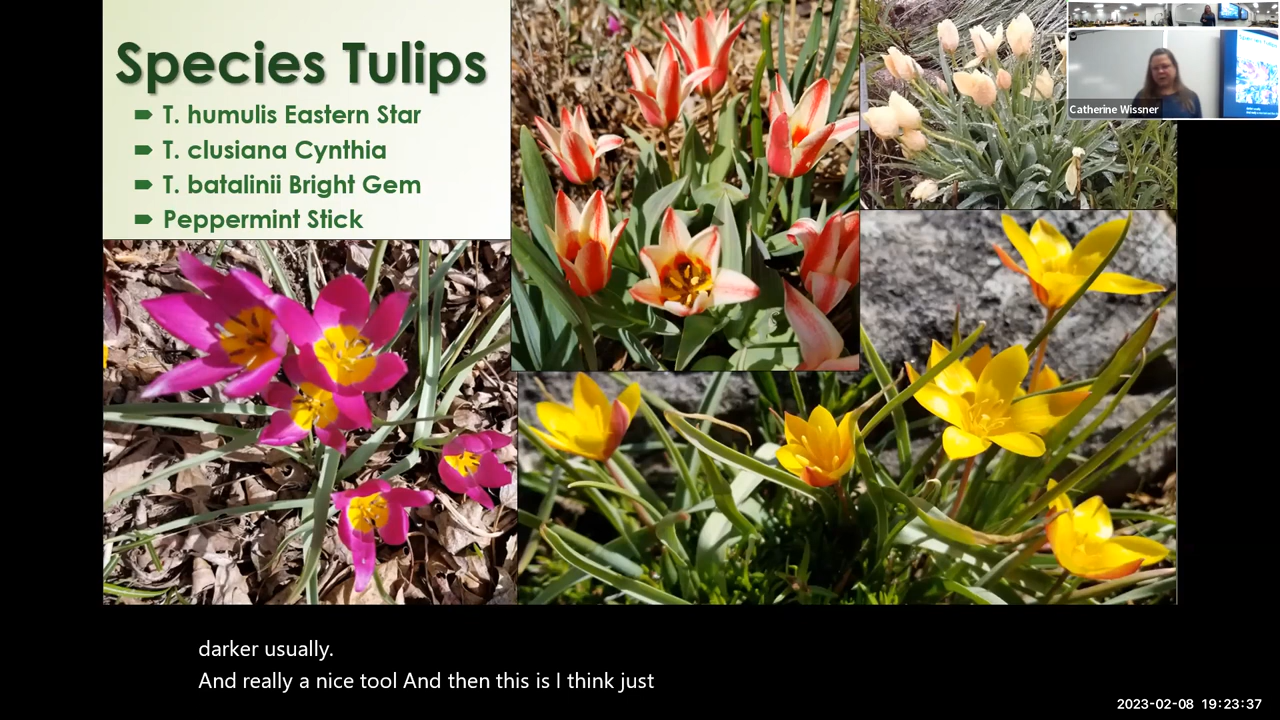 Species Tulips
T. humulis Eastern Star
T. clusiana Cynthia
T. batalinii Bright Gem
Peppermint Stick
Catherine Wissner
darker usually.
And really a nice tool And then this is I think just
2023-02-08 19:23:37